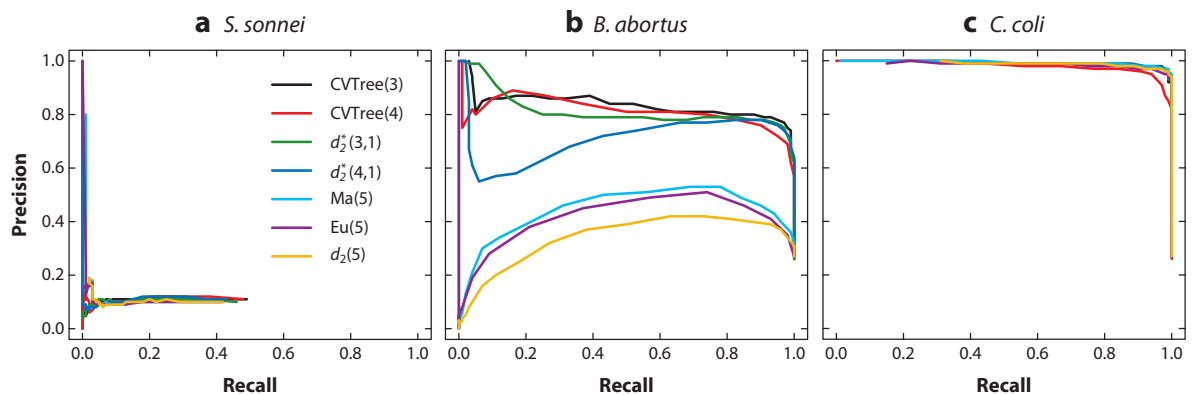 a S. sonnei
b B. abortus
c C. coli
Precision
1.0
0.8
0.6
0.4
0.2
0.0
CVTree(3)
CVTree(4)
d₂*(3,1)
d₂*(4,1)
Ma(5)
Eu(5)
d₂(5)
0.0 0.2 0.4 0.6 0.8 1.0
0.0 0.2 0.4 0.6 0.8 1.0
0.0 0.2 0.4 0.6 0.8 1.0
Recall
Recall
Recall